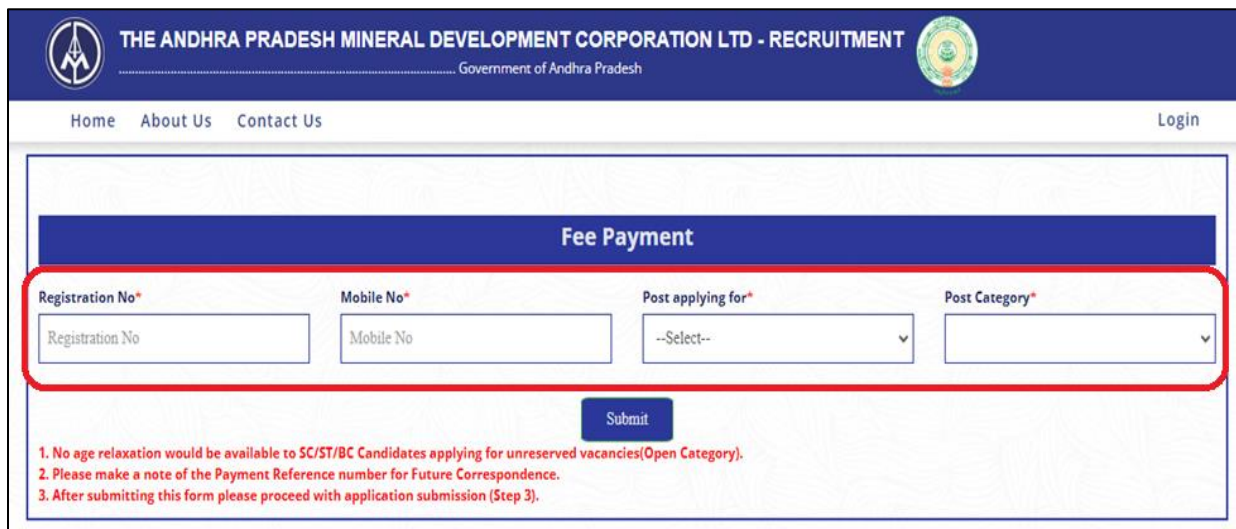 THE ANDHRA PRADESH MINERAL DEVELOPMENT CORPORATION LTD - RECRUITMENT
................................................................................................................ Government of Andhra Pradesh
Home About Us Contact Us Login
Fee Payment
Registration No* Mobile No* Post applying for* Post Category*
Registration No Mobile No --Select--
Submit
1. No age relaxation would be available to SC/ST/BC Candidates applying for unreserved vacancies(Open Category).
2. Please make a note of the Payment Reference number for Future Correspondence.
3. After submitting this form please proceed with application submission (Step 3).